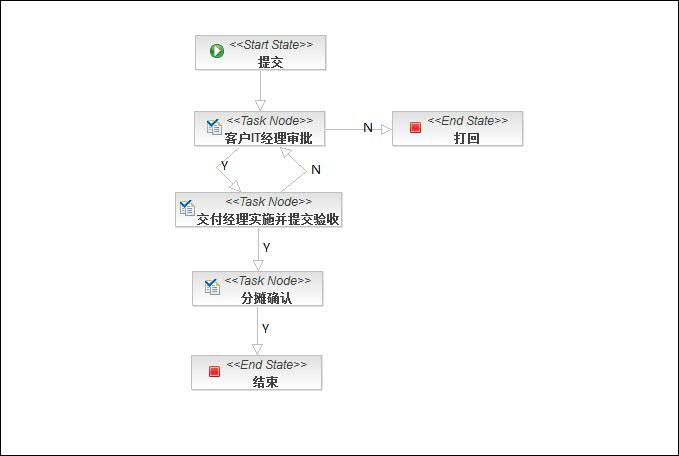 <<Start State>>
提交
<<Task Node>>
客户IT经理审批
N
<<End State>>
打回
Y
N
<<Task Node>>
交付经理实施并提交验收
Y
<<Task Node>>
分摊确认
Y
<<End State>>
结束